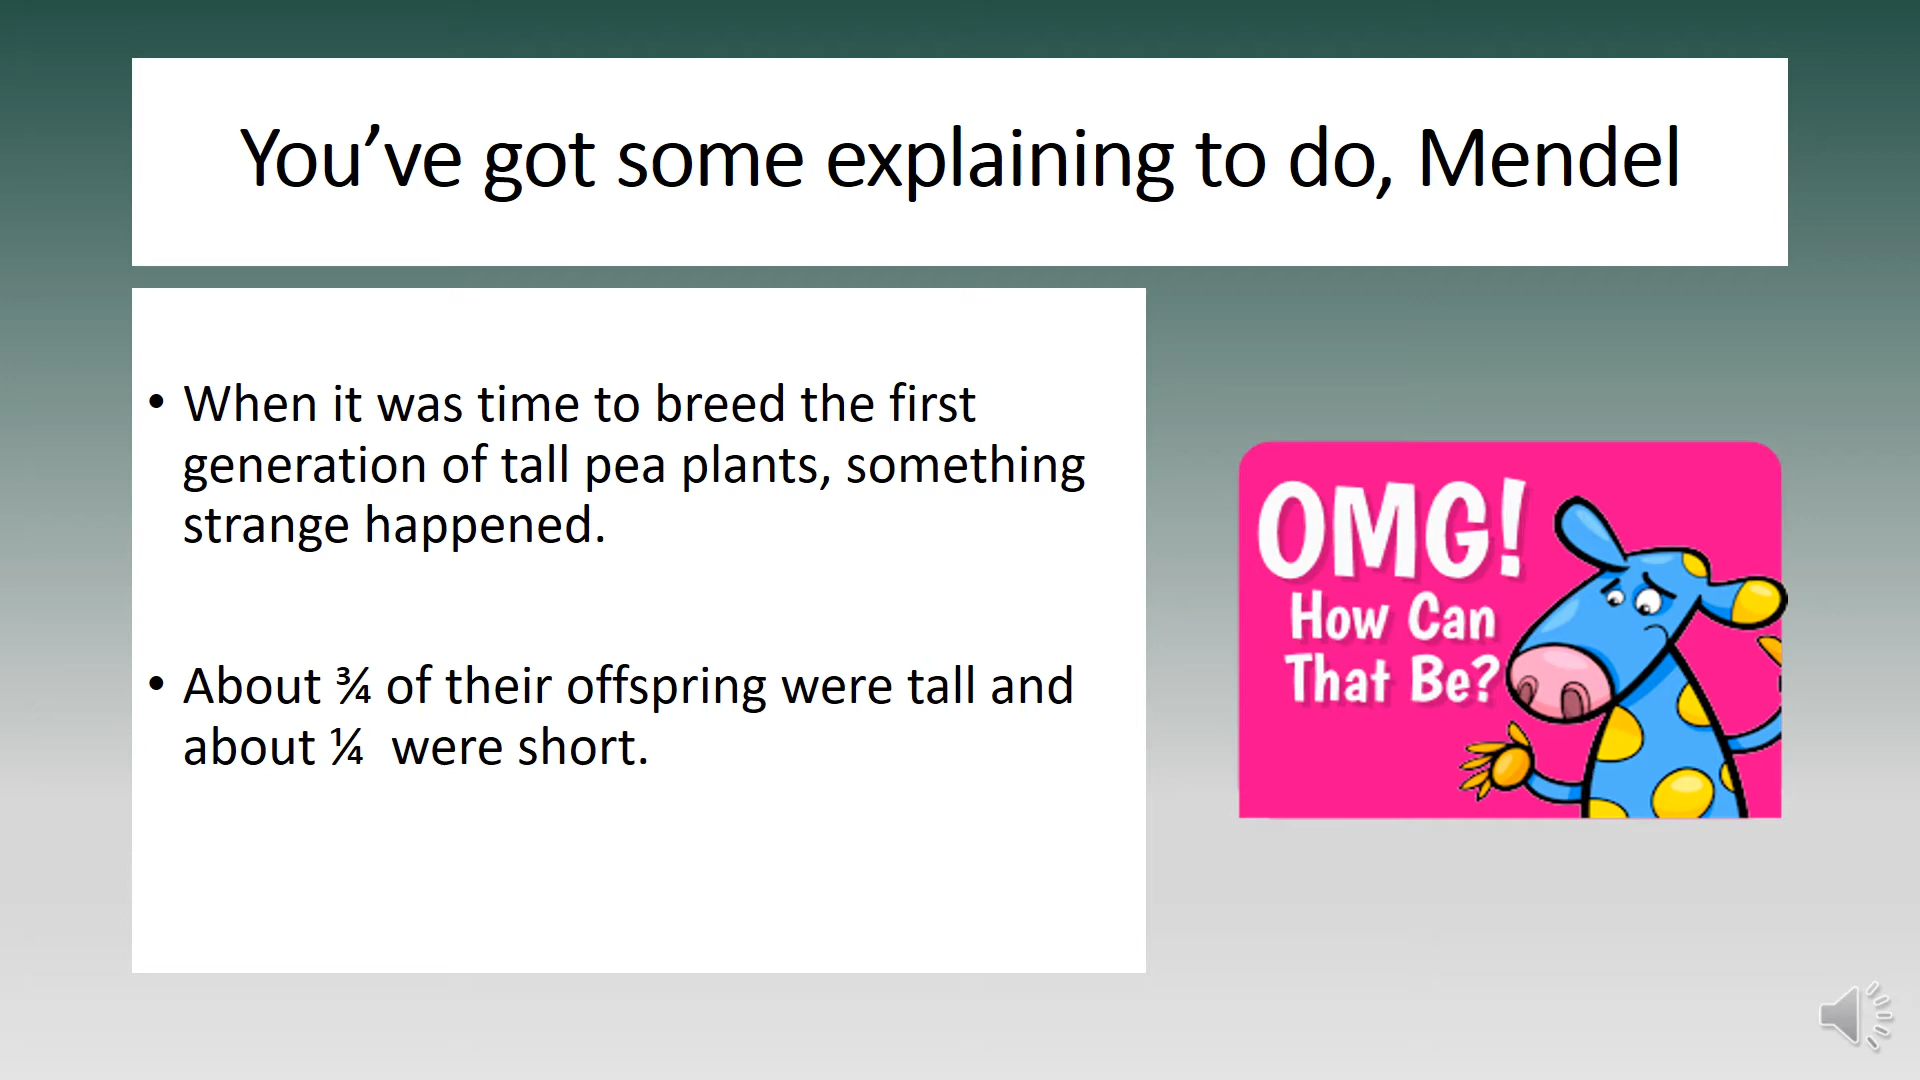 You’ve got some explaining to do, Mendel
• When it was time to breed the first
generation of tall pea plants, something
strange happened.
• About ¾ of their offspring were tall and
about ¼  were short.
OMG!
How Can
That Be?